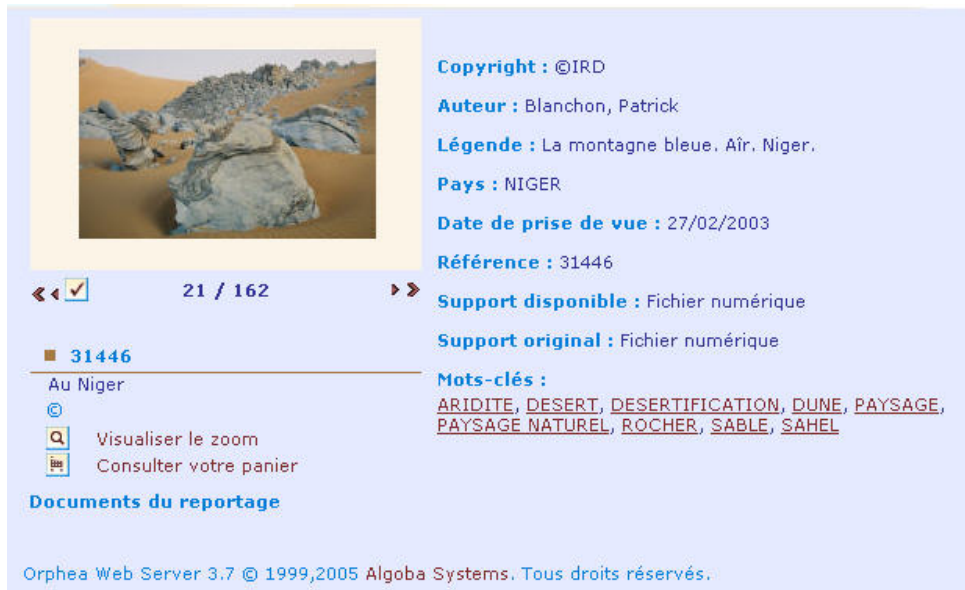 Copyright : ©IRD
Auteur : Blanchon, Patrick
Légende : La montagne bleue. Aîr. Niger.
Pays : NIGER
Date de prise de vue : 27/02/2003
Référence : 31446
Support disponible : Fichier numérique
Support original : Fichier numérique
Mots-clés :
ARIDITE, DESERT, DESERTIFICATION, DUNE, PAYSAGE,
PAYSAGE NATUREL, ROCHER, SABLE, SAHEL
21 / 162
31446
Au Niger
©
Visualiser le zoom
Consulter votre panier
Documents du reportage
Orphea Web Server 3.7 © 1999,2005 Algoba Systems. Tous droits réservés.